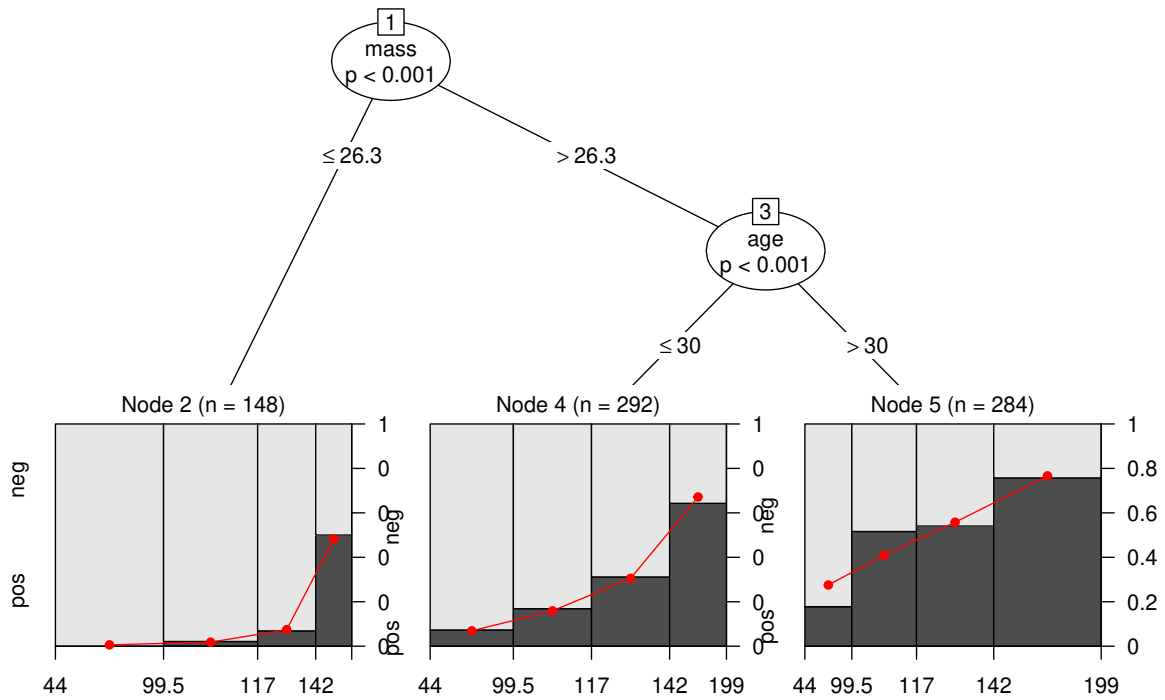 1
mass
p < 0.001
≤ 26.3
> 26.3
3
age
p < 0.001
≤ 30
> 30
Node 2 (n = 148)
neg
pos
1
0
0
0
0
0
44
99.5
117
142
Node 4 (n = 292)
neg
pos
1
0
0
0
0
0
44
99.5
117
142
199
Node 5 (n = 284)
neg
pos
1
0.8
0.6
0.4
0.2
0
44
99.5
117
142
199